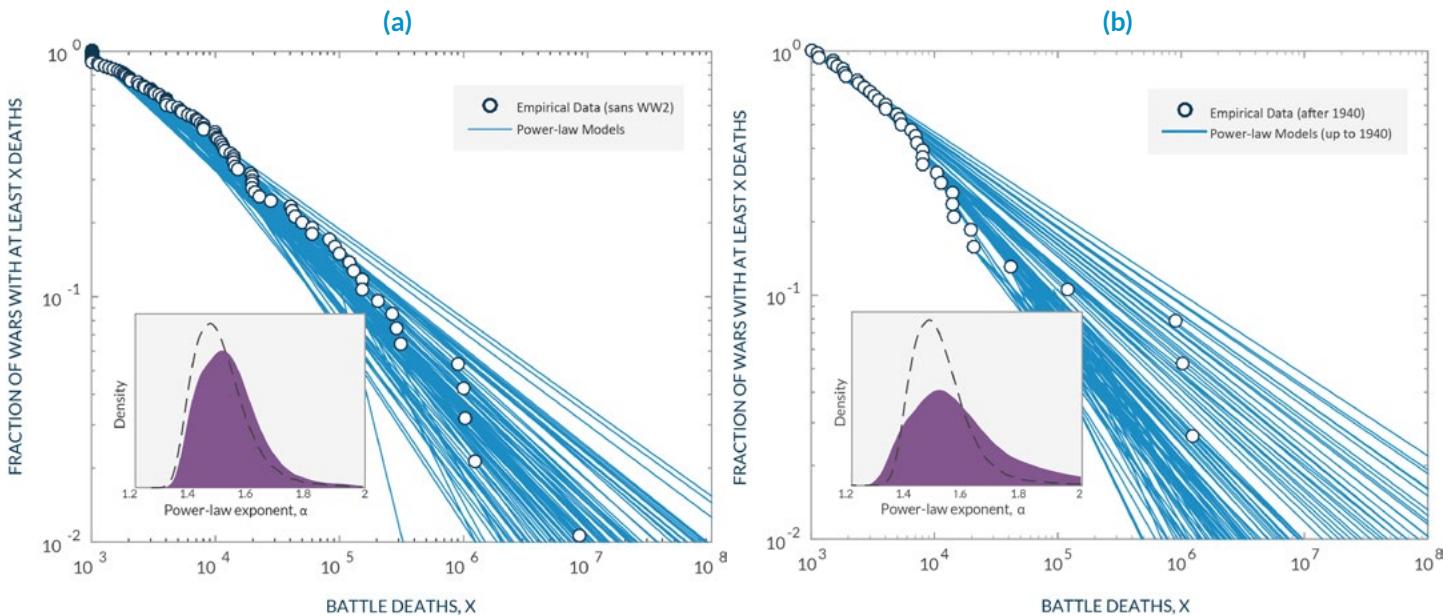 (a)
FRACTION OF WARS WITH AT LEAST X DEATHS
10 0
10 -1
10 -2
Empirical Data (sans WW2)
Power-law Models
Density
1.2 1.4 1.6 1.8 2
Power-law exponent, α
10 3 10 4 10 5 10 6 10 7 10 8
BATTLE DEATHS, X
(b)
FRACTION OF WARS WITH AT LEAST X DEATHS
10 0
10 -1
10 -2
Empirical Data (after 1940)
Power-law Models (up to 1940)
Density
1.2 1.4 1.6 1.8 2
Power-law exponent, α
10 3 10 4 10 5 10 6 10 7 10 8
BATTLE DEATHS, X